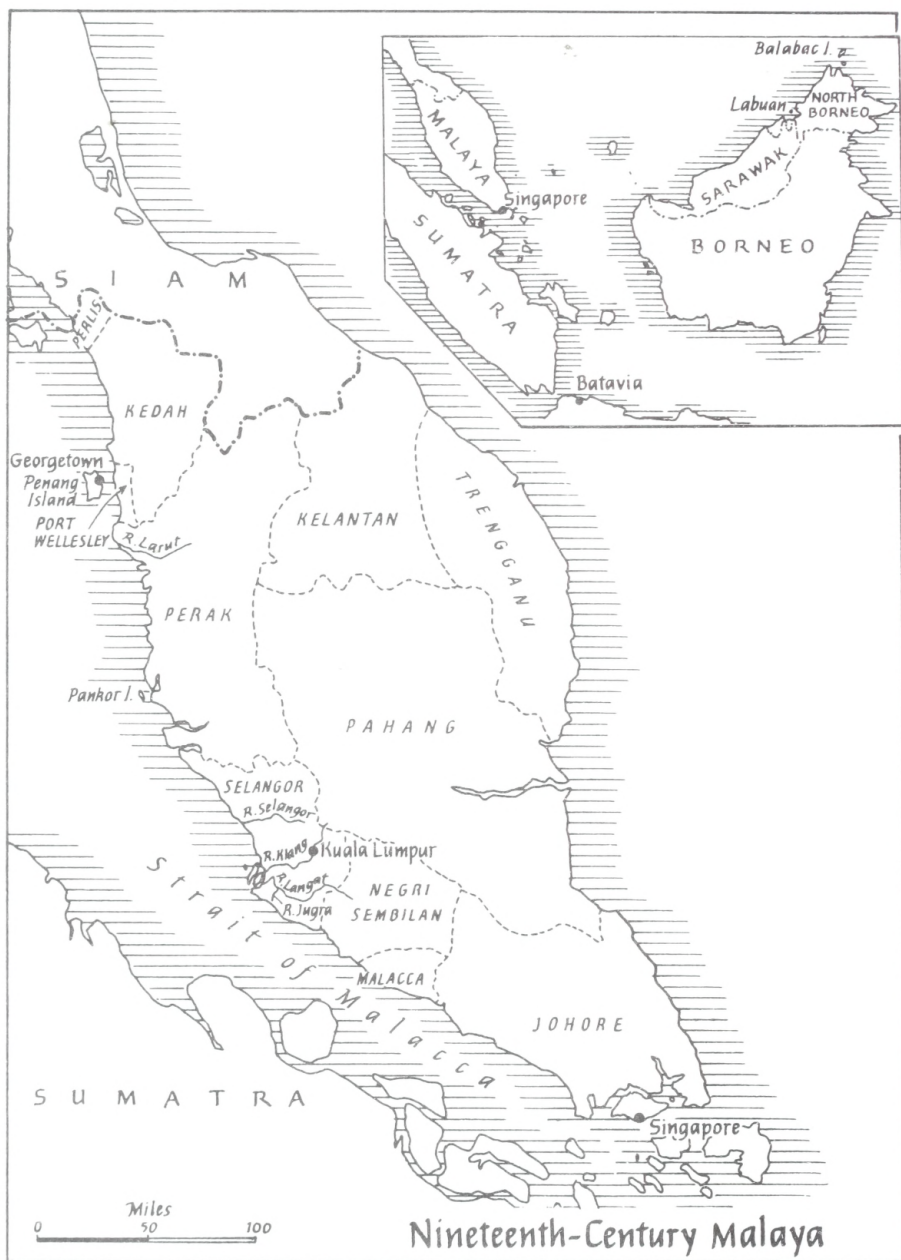 Balabac I.
Labuan
NORTH
BORNEO
MALAYA
SARAWAK
Singapore
SUMATRA
BORNEO
Batavia
SIAM
PERLIS
KEDAH
Georgetown
Penang
Island
PORT
WELLESLEY
R. Larut
KELANTAN
TRENGGANU
PERAK
Pankor I.
PAHANG
SELANGOR
R. Selangor
R. Klang
Kuala Lumpur
R. Langat
R. Jugra
NEGRI
SEMBILAN
Strait of Malacca
MALACCA
JOHORE
SUMATRA
Singapore
Miles
0 50 100
Nineteenth-Century Malaya